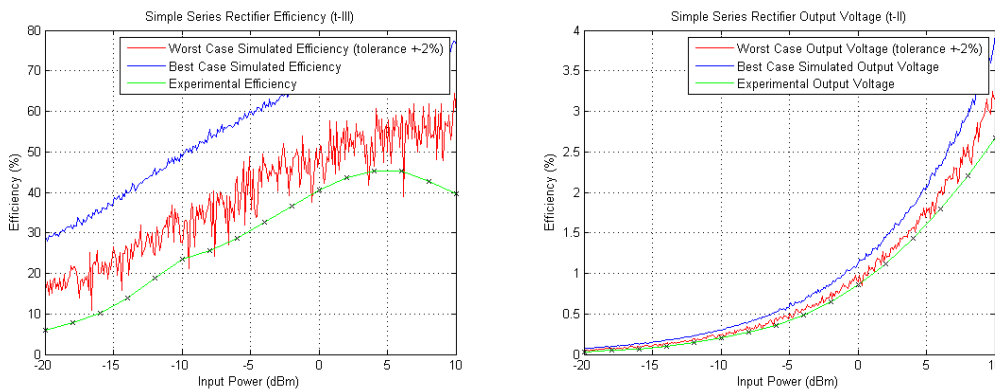 Simple Series Rectifier Efficiency (t-III)
80
70
60
50
40
30
20
10
0
Efficiency (%)
Worst Case Simulated Efficiency (tolerance +-2%)
Best Case Simulated Efficiency
Experimental Efficiency
-20
-15
-10
-5
0
5
10
Input Power (dBm)
Simple Series Rectifier Output Voltage (t-II)
4
3.5
3
2.5
2
1.5
1
0.5
0
Efficiency (%)
Worst Case Output Voltage (tolerance +-2%)
Best Case Simulated Output Voltage
Experimental Output Voltage
-20
-15
-10
-5
0
5
10
Input Power (dBm)